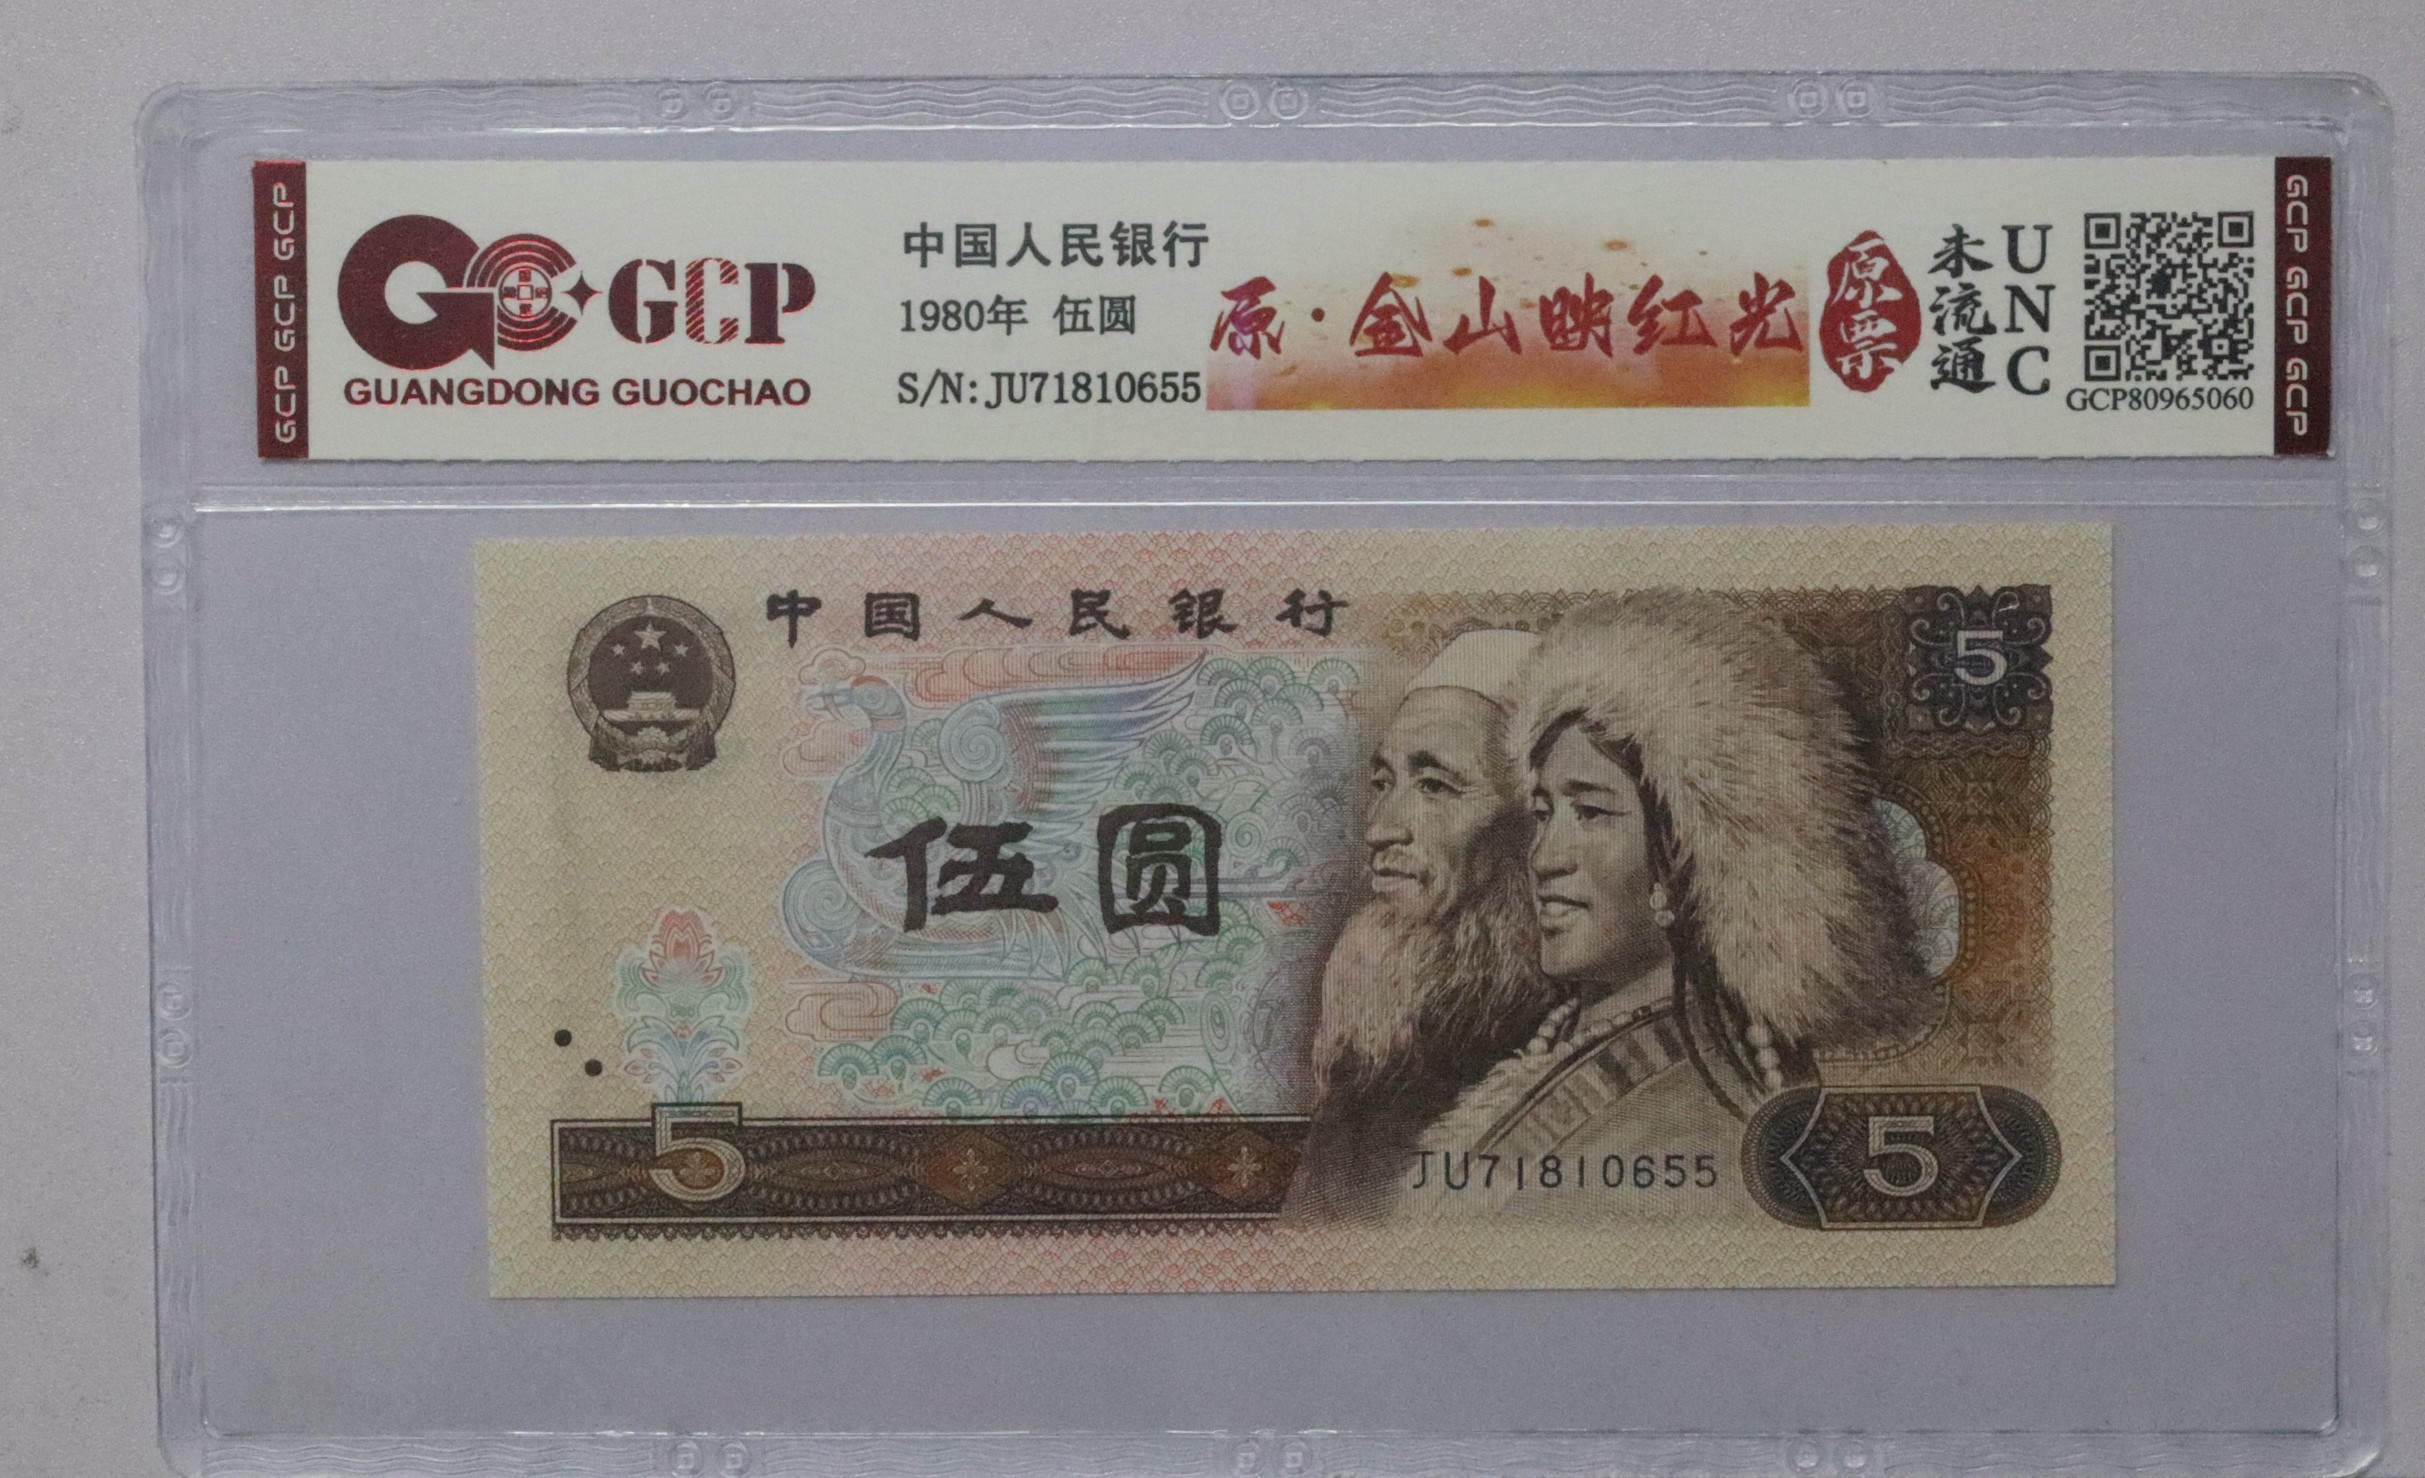 GCP GCP GCP
GCP
GUANGDONG GUOCHAO
中国人民银行
1980年 伍圆
S/N: JU71810655
原·金山映红光
原票
未流通
UNC
GCP80965060
GCP GCP GCP
中国人民银行
5
伍圆
5
JU71810655
5